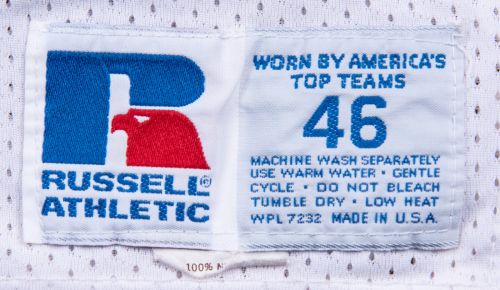 RUSSELL®
ATHLETIC
WORN BY AMERICA'S
TOP TEAMS
46
MACHINE WASH SEPARATELY
USE WARM WATER • GENTLE
CYCLE • DO NOT BLEACH
TUMBLE DRY • LOW HEAT
WPL 7232 MADE IN U.S.A.
100%